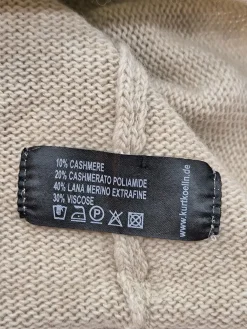 10% CASHMERE
20% CASHMERATO POLIAMIDE
40% LANA MERINO EXTRAFINE
30% VISCOSE
www.kurtkoelln.de